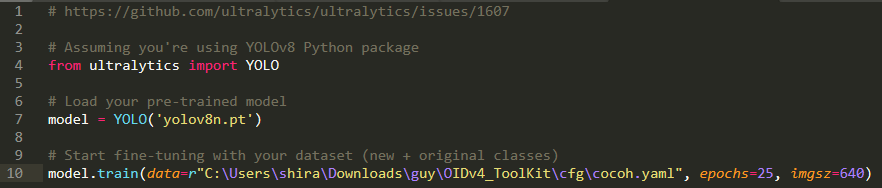 1 # https://github.com/ultralytics/ultralytics/issues/1607
2
3 # Assuming you're using YOLOv8 Python package
4 from ultralytics import YOLO
5
6 # Load your pre-trained model
7 model = YOLO('yolov8n.pt')
8
9 # Start fine-tuning with your dataset (new + original classes)
10 model.train(data=r"C:\Users\shira\Downloads\guy\OIDv4_ToolKit\cfg\cocoh.yaml", epochs=25, imgsz=640)